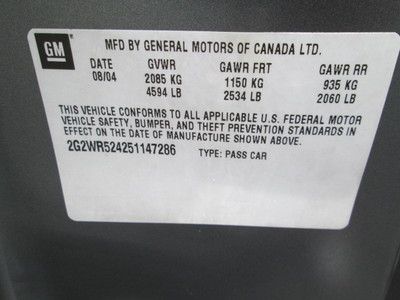 GM
MFD BY GENERAL MOTORS OF CANADA LTD.
DATE GVWR GAWR FRT GAWR RR
08/04 2085 KG 1150 KG 935 KG
4594 LB 2534 LB 2060 LB
THIS VEHICLE CONFORMS TO ALL APPLICABLE U.S. FEDERAL MOTOR
VEHICLE SAFETY, BUMPER, AND THEFT PREVENTION STANDARDS IN
EFFECT ON THE DATE OF MANUFACTURE SHOWN ABOVE.
2G2WR524251147286 TYPE: PASS CAR